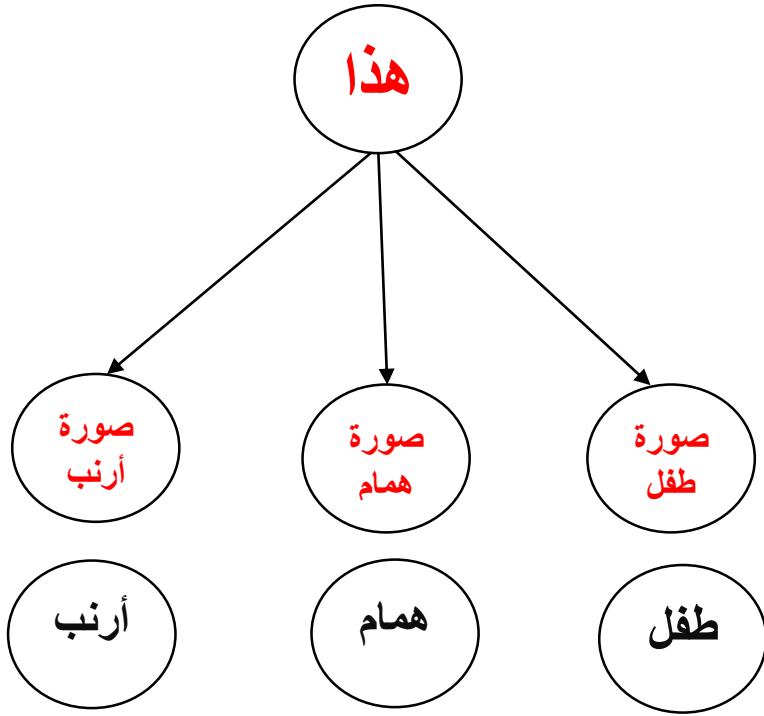 هذا
صورة
طفل
صورة
همام
صورة
أرنب
طفل
همام
أرنب